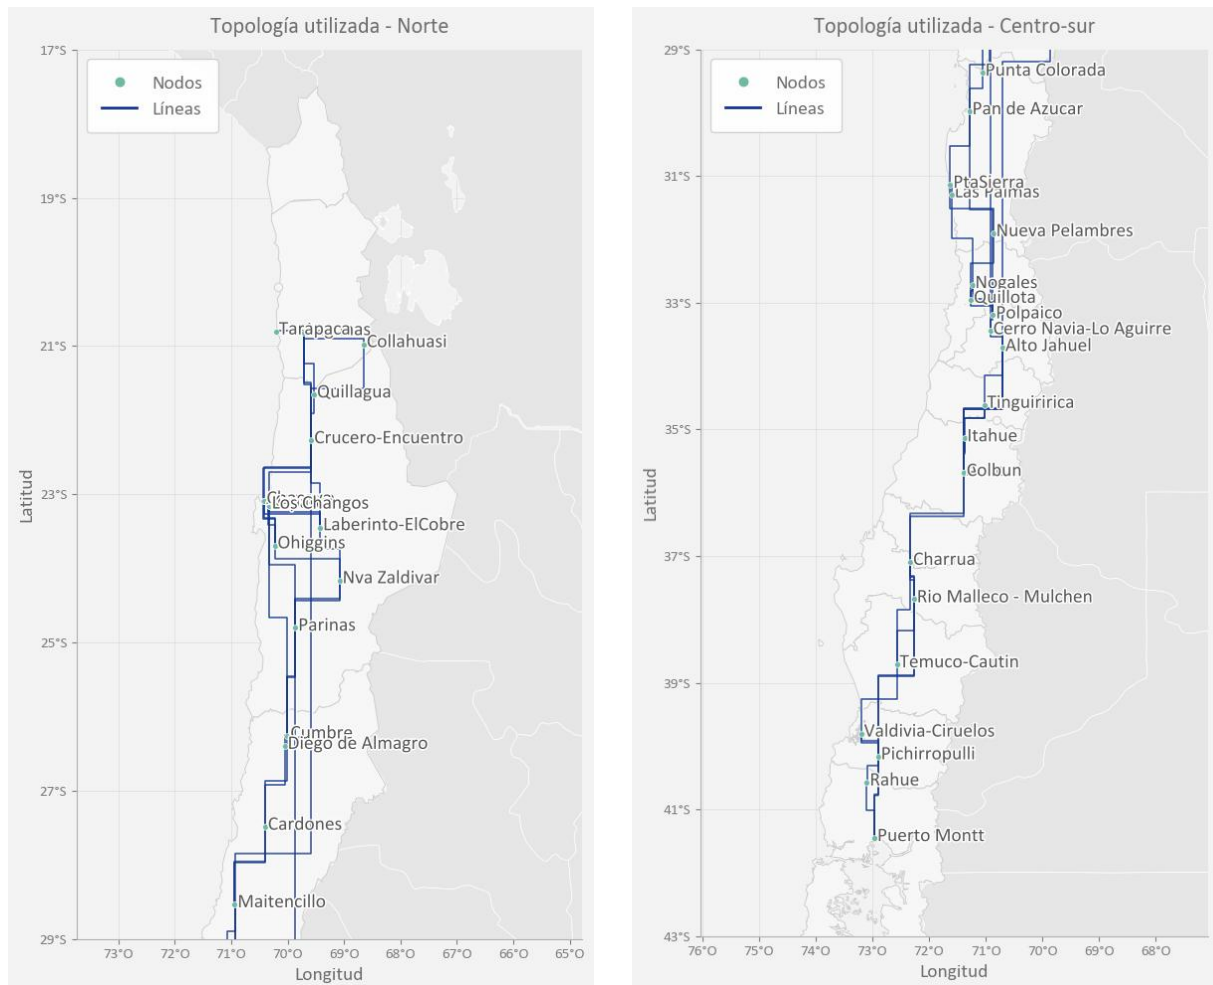 Topología utilizada - Norte
Nodos
Líneas
17°S
19°S
21°S
23°S
25°S
27°S
29°S
Latitud
Collahuasi
Quillagua
Crucero-Encuentro
Los Changos
Laberinto-ElCobre
Ohiggins
Nva Zaldivar
Parinas
Cumbre
Diego de Almagro
Cardones
Maitencillo
73°O 72°O 71°O 70°O 69°O 68°O 67°O 66°O 65°O
Longitud
Topología utilizada - Centro-sur
Nodos
Líneas
29°S
31°S
33°S
35°S
37°S
39°S
41°S
43°S
Latitud
Punta Colorada
Pan de Azucar
PtaSierra
Las Palmas
Nueva Pelambres
Nogales
Quillota
Polpaico
Cerro Navia-Lo Aguirre
Alto Jahuel
Tinguiririca
Itahue
Colbun
Charrua
Rio Malleco - Mulchen
Temuco-Cautin
Valdivia-Ciruelos
Pichirropulli
Rahue
Puerto Montt
76°O 75°O 74°O 73°O 72°O 71°O 70°O 69°O 68°O
Longitud